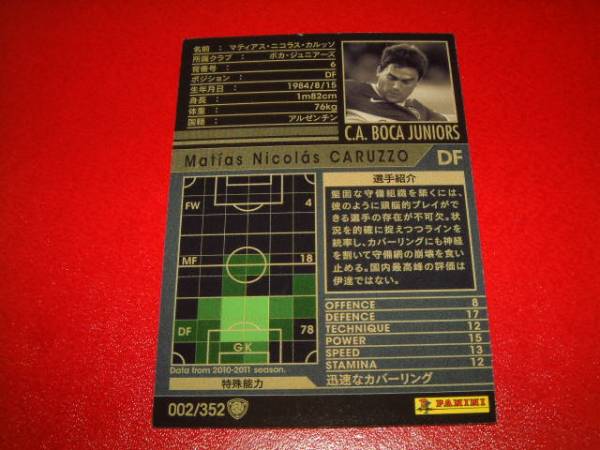 名前 : マティアス・ニコラス・カルッソ
所属クラブ : ボカ・ジュニアーズ
背番号 : 6
ポジション : DF
生年月日 : 1984/8/15
身長 : 1m82cm
体重 : 76kg
国籍 : アルゼンチン
C.A. BOCA JUNIORS
Matías Nicolás CARUZZO
DF
FW 4
MF 18
DF 78
GK
Data from 2010-2011 season.
選手紹介
堅固な守備組織を築くには、
彼のように頭脳的プレイがで
きる選手の存在が不可欠。状
況を的確に捉えつつラインを
統率し、カバーリングにも神経
を割いて守備網の崩壊を食い
止める。国内最高峰の評価は
伊達ではない。
OFFENCE 8
DEFENCE 17
TECHNIQUE 12
POWER 15
SPEED 13
STAMINA 12
特殊能力
迅速なカバーリング
002/352
PANINI